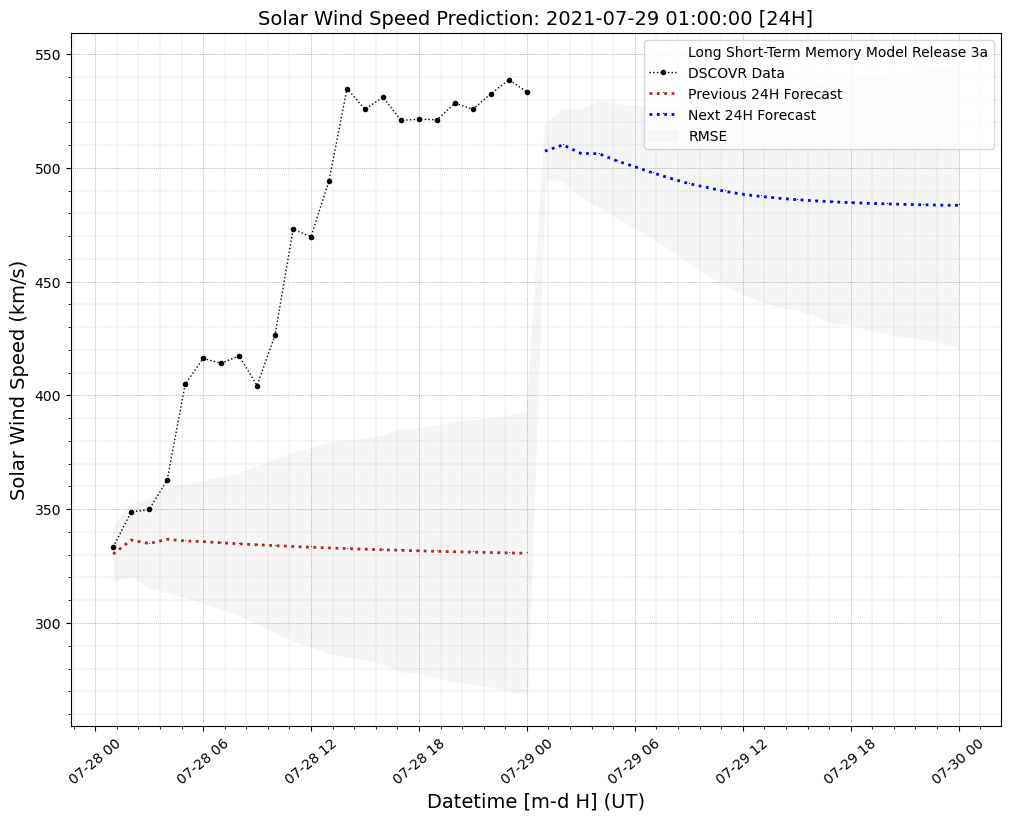 Solar Wind Speed Prediction: 2021-07-29 01:00:00 [24H]
Long Short-Term Memory Model Release 3a
DSCOVR Data
Previous 24H Forecast
Next 24H Forecast
RMSE
Solar Wind Speed (km/s)
550
500
450
400
350
300
07-28 00
07-28 06
07-28 12
07-28 18
07-29 00
07-29 06
07-29 12
07-29 18
07-30 00
Datetime [m-d H] (UT)